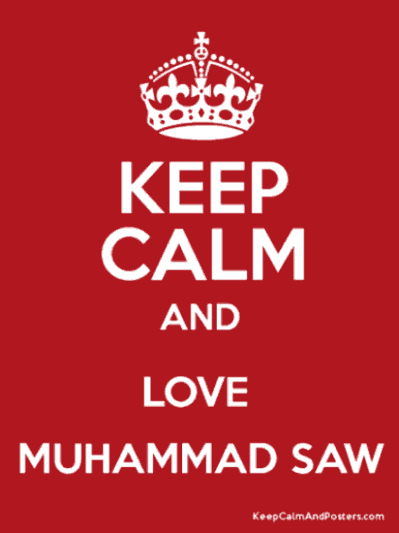 KEEP
CALM
AND
LOVE
MUHAMMAD SAW
KeepCalmAndPosters.com